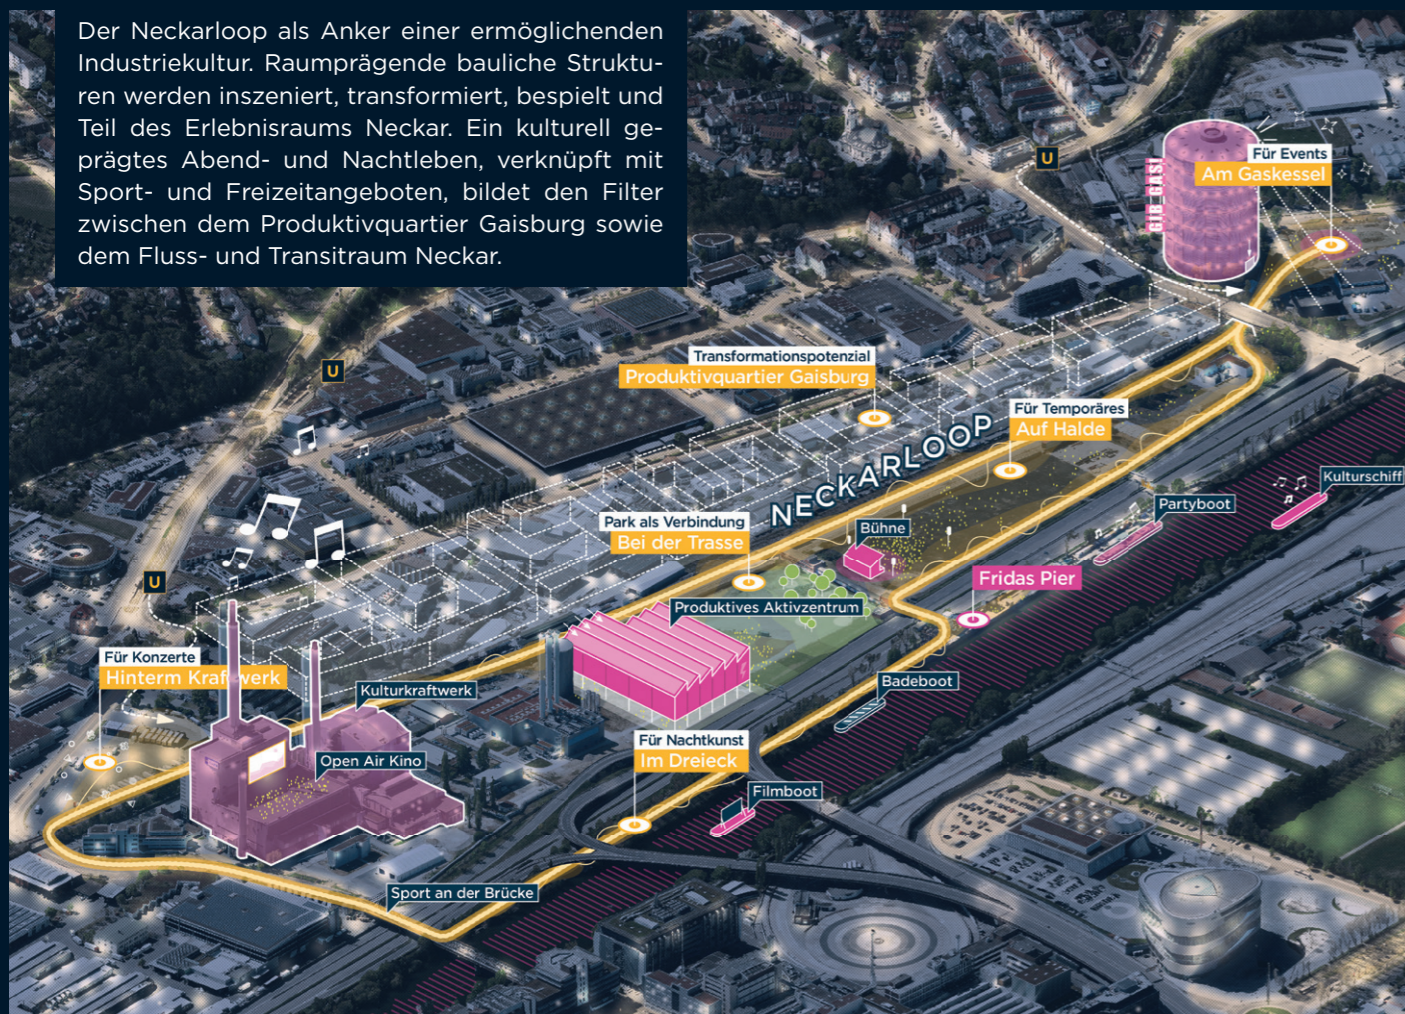 Der Neckarloop als Anker einer ermöglichenden
Industriekultur. Raumprägende bauliche Struktu-
ren werden inszeniert, transformiert, bespielt und
Teil des Erlebnisraums Neckar. Ein kulturell ge-
prägtes Abend- und Nachtleben, verknüpft mit
Sport- und Freizeitangeboten, bildet den Filter
zwischen dem Produktivquartier Gaisburg sowie
dem Fluss- und Transitraum Neckar.
U
GIB GAS!
Für Events
Am Gaskessel
U
Transformationspotenzial
Produktivquartier Gaisburg
Für Temporäres
Auf Halde
NECKARLOOP
Kulturschiff
Partyboot
Park als Verbindung
Bei der Trasse
Bühne
U
Fridas Pier
Produktives Aktivzentrum
Für Konzerte
Hinterm Kraftwerk
Kulturkraftwerk
Badeboot
Open Air Kino
Für Nachtkunst
Im Dreieck
Filmboot
Sport an der Brücke